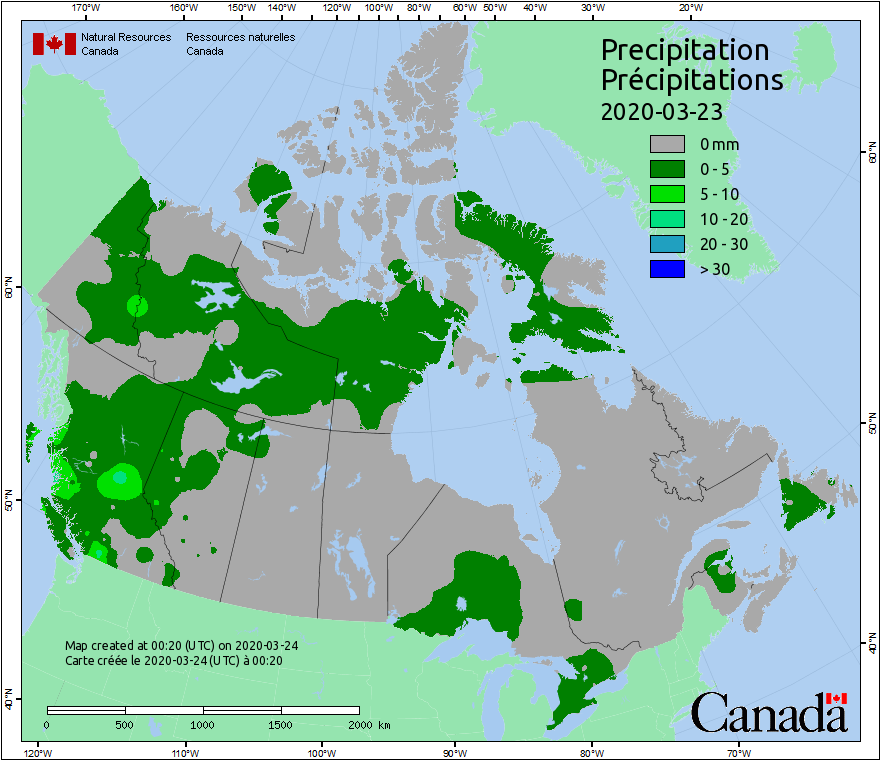 170°W 160°W 150°W 140°W 130°W 120°W 110°W 100°W 90°W 80°W 60°W 50°W 40°W 30°W 20°W
Natural Resources Canada
Ressources naturelles Canada
Precipitation
Précipitations
2020-03-23
0 mm
0 - 5
5 - 10
10 - 20
20 - 30
> 30
60°N
60°N
50°N
50°N
40°N
40°N
Map created at 00:20 (UTC) on 2020-03-24
Carte créée le 2020-03-24 (UTC) à 00:20
0 500 1000 1500 2000 km
Canada
120°W 110°W 100°W 90°W 80°W 70°W